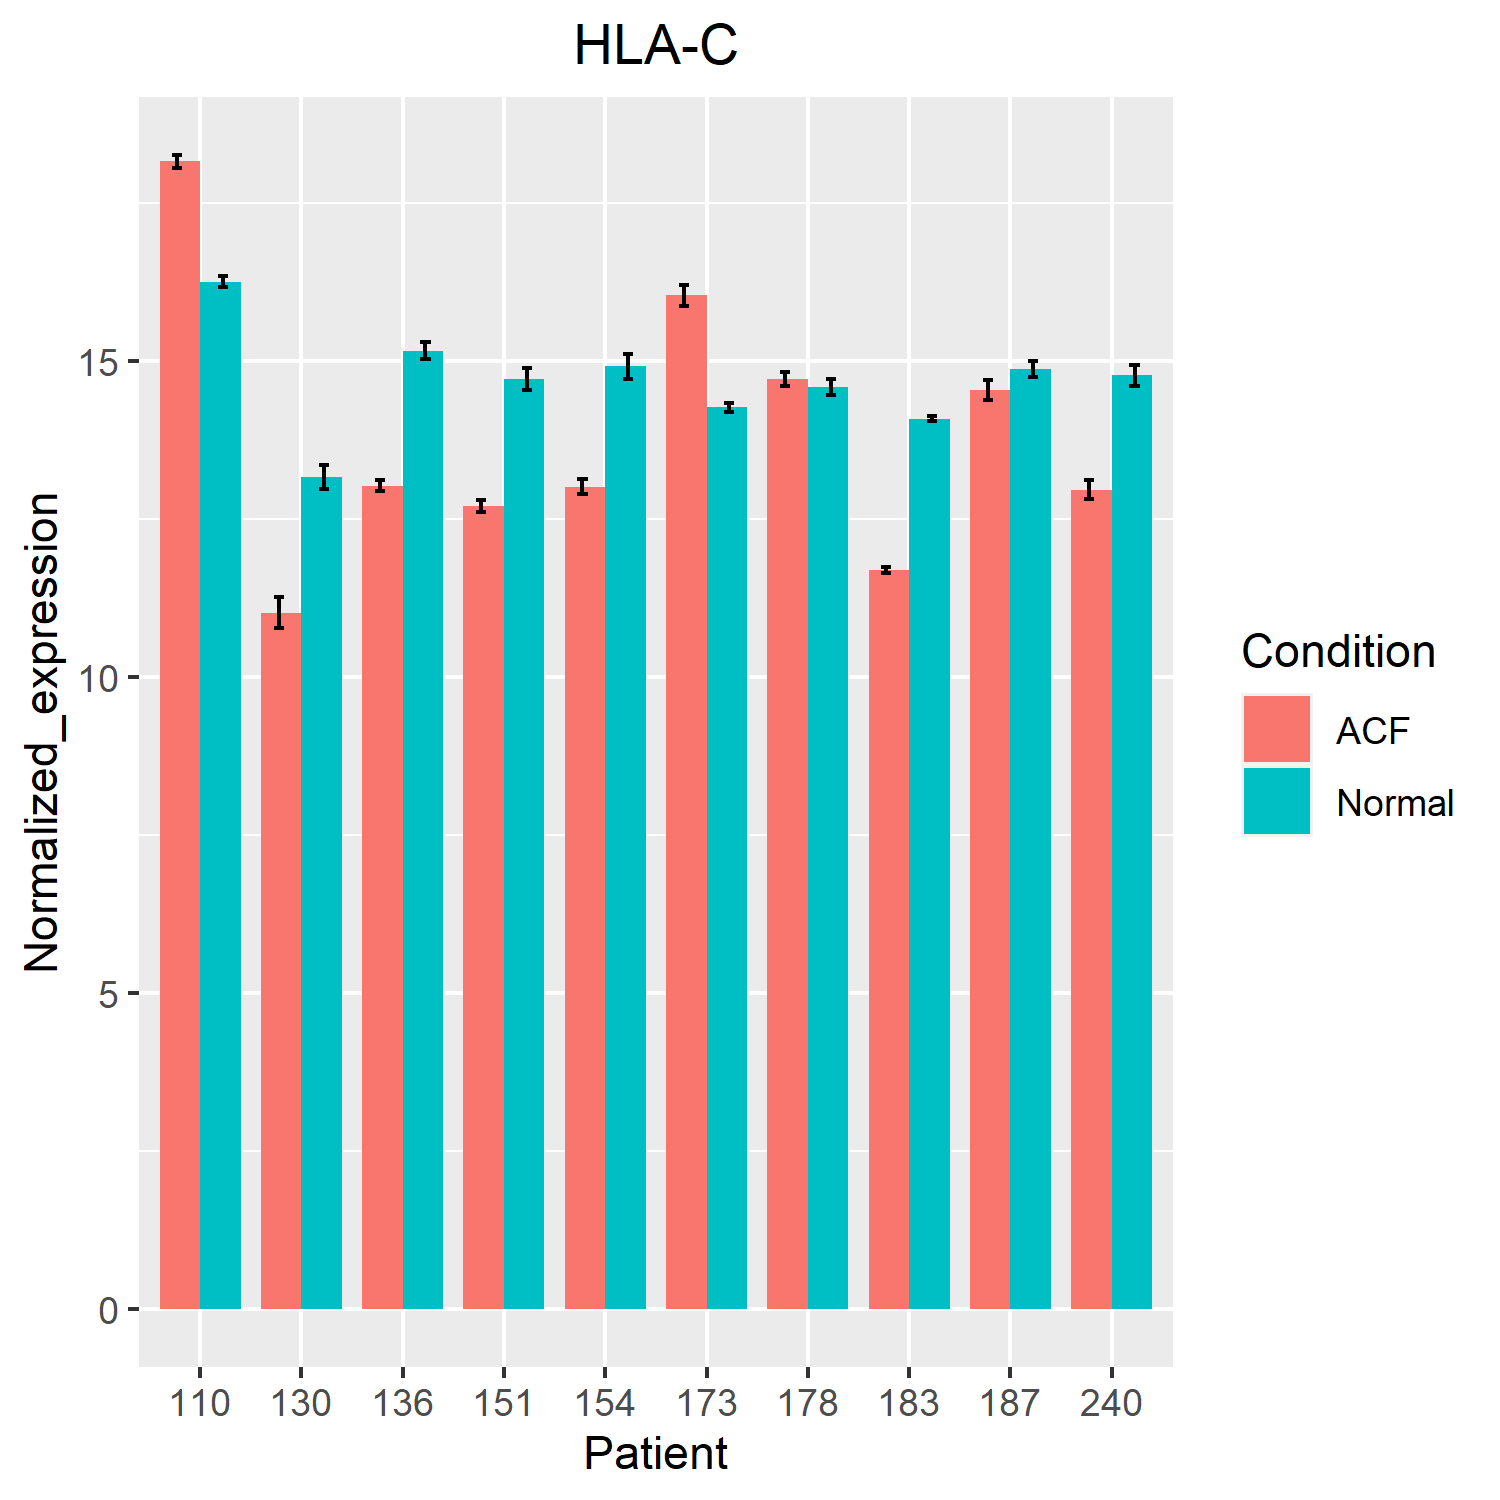 HLA-C
Normalized_expression
15
10
5
0
110 130 136 151 154 173 178 183 187 240
Patient
Condition
ACF
Normal